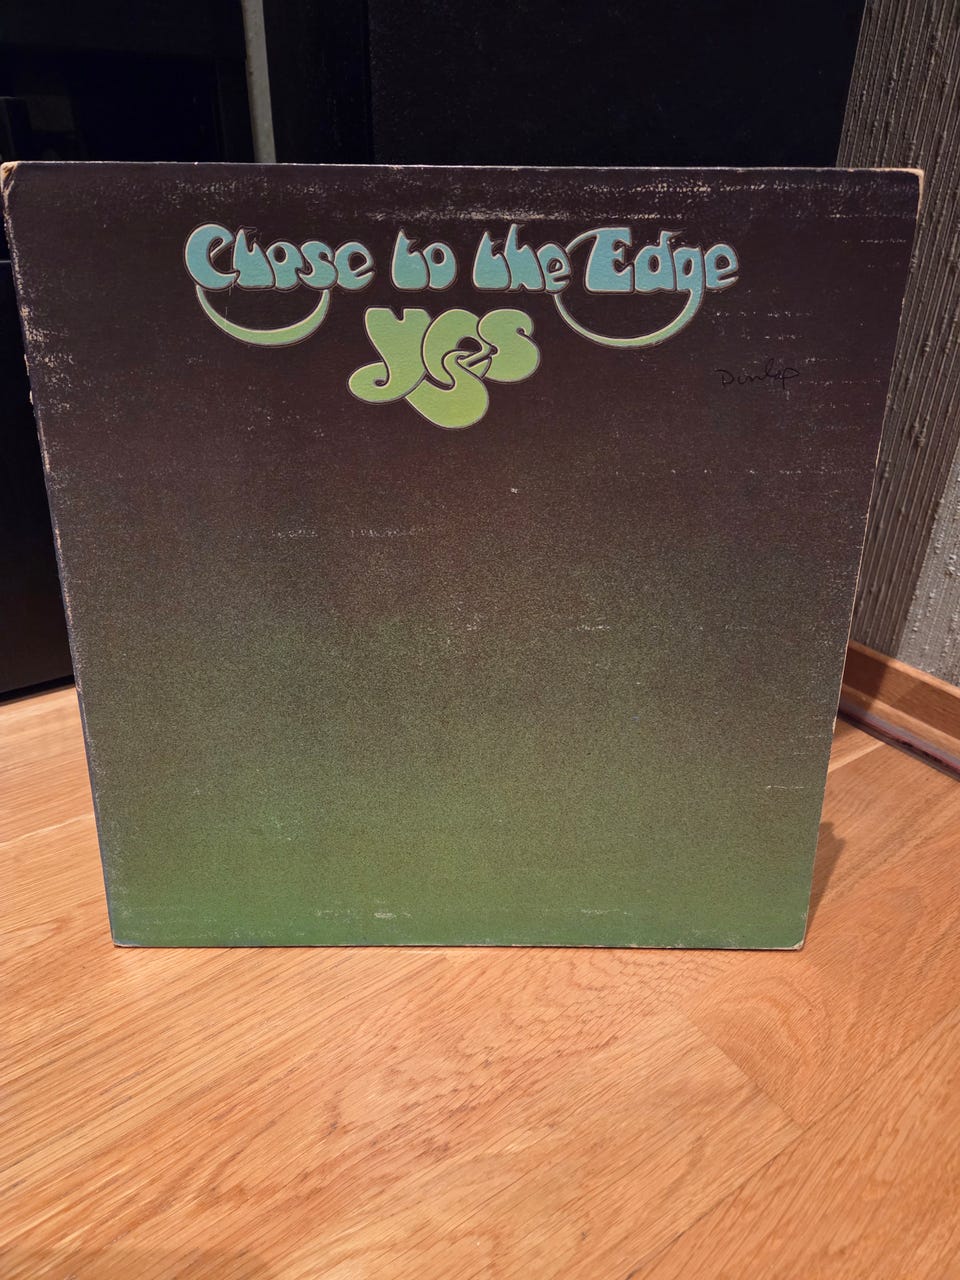 Close to the Edge
yes
Dunlap